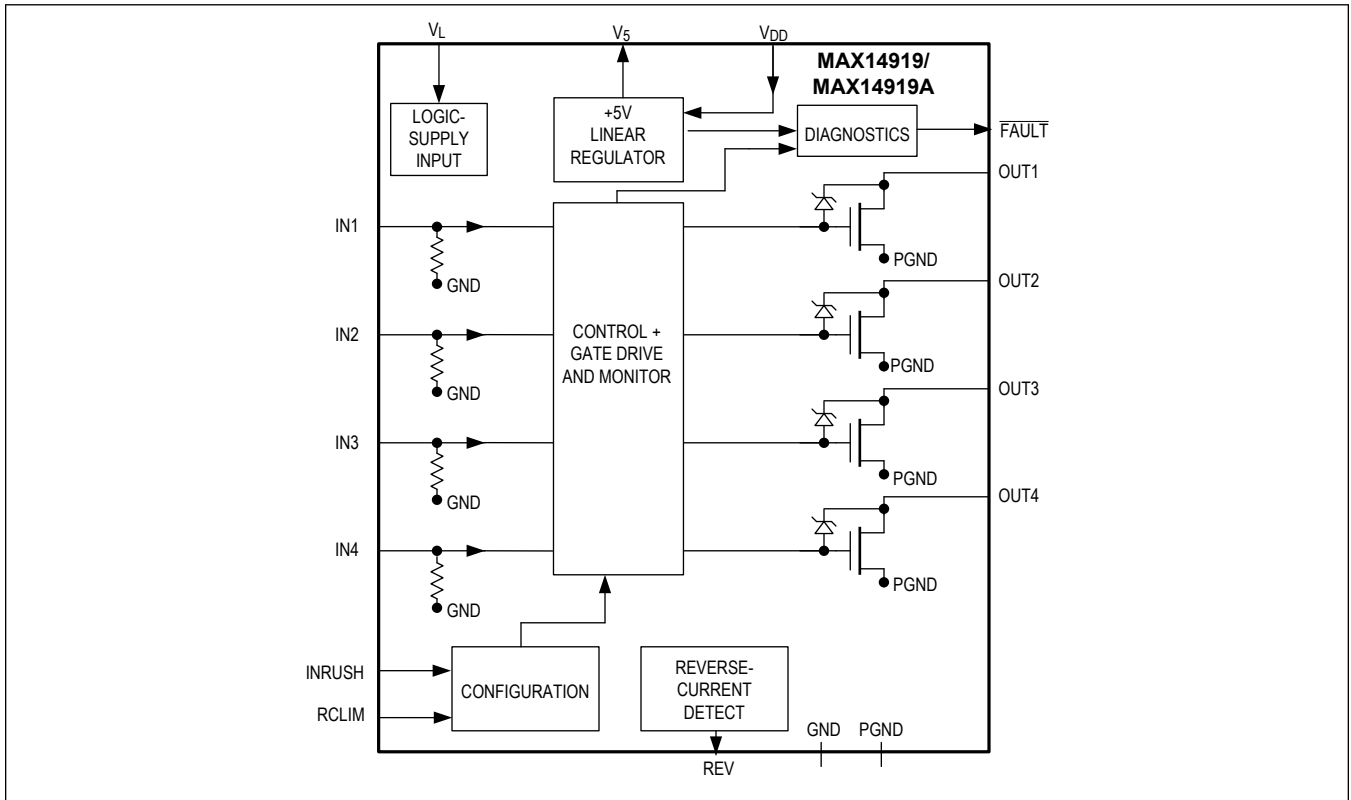 VL
V5
VDD
MAX14919/
MAX14919A
LOGIC-
SUPPLY
INPUT
+5V
LINEAR
REGULATOR
DIAGNOSTICS
FAULT
OUT1
IN1
GND
PGND
OUT2
IN2
GND
PGND
CONTROL +
GATE DRIVE
AND MONITOR
OUT3
IN3
GND
PGND
OUT4
IN4
GND
PGND
INRUSH
RCLIM
CONFIGURATION
REVERSE-
CURRENT
DETECT
GND
PGND
REV